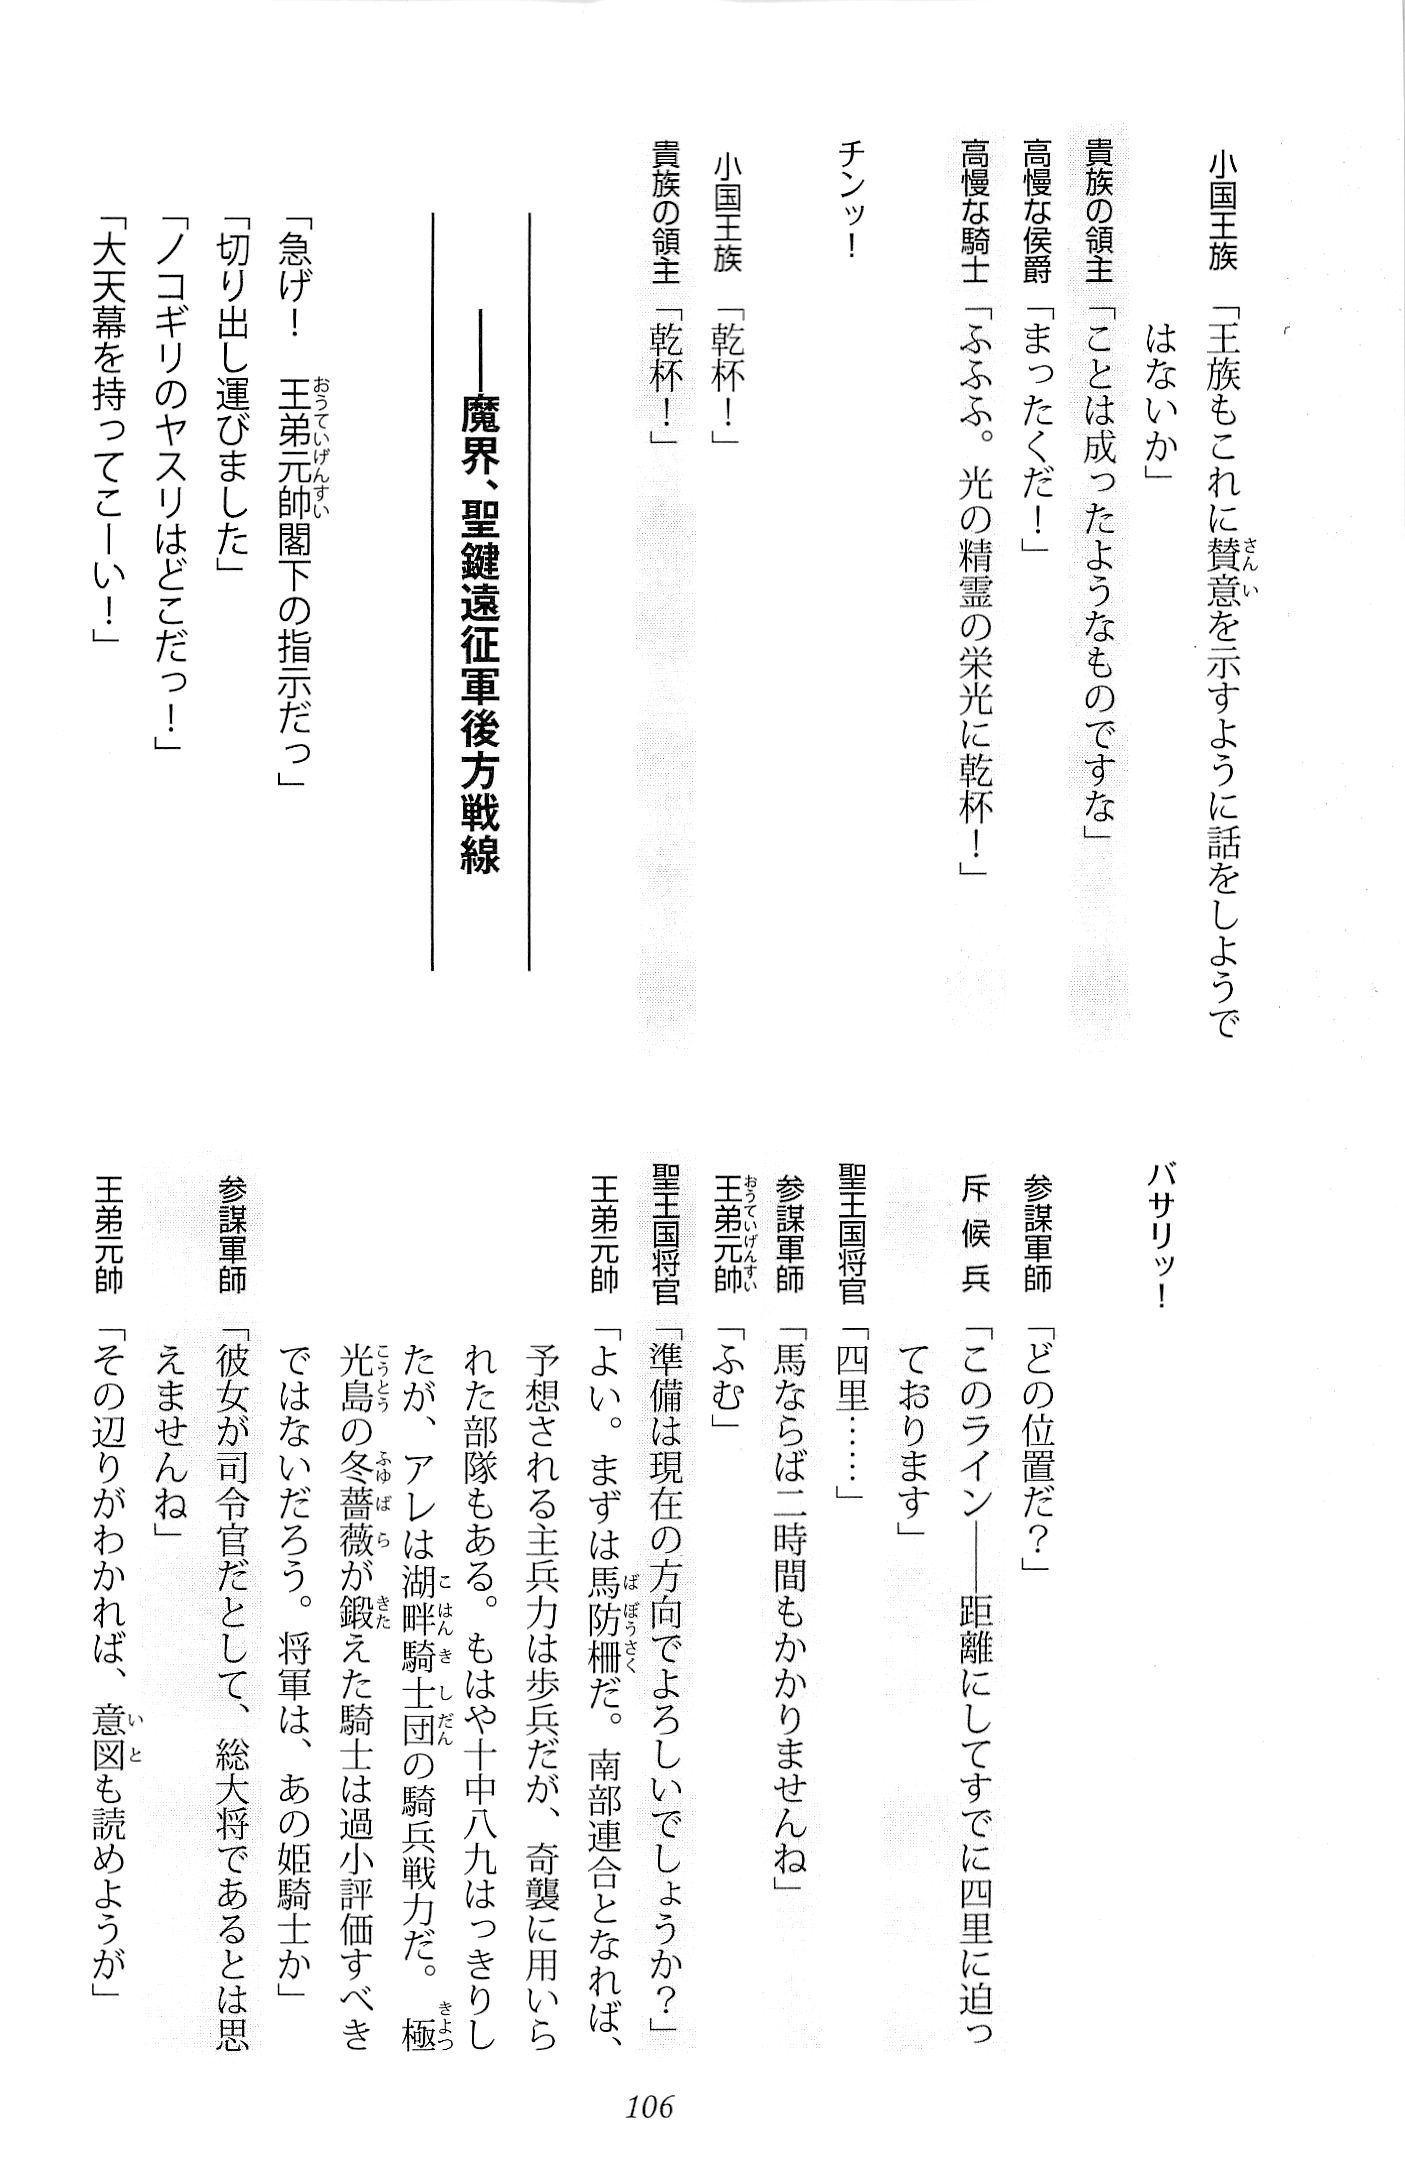 小国王族「王族もこれに賛意を示すように話をしようで
はないか」
貴族の領主「ことは成ったようなものですな」
高慢な侯爵「まったくだ！」
高慢な騎士「ふふふ。光の精霊の栄光に乾杯！」
チンッ！
小国王族「乾杯！」
貴族の領主「乾杯！」
――魔界、聖鍵遠征軍後方戦線
「急げ！　王弟元帥閣下の指示だっ」
「切り出し運びました」
「ノコギリのヤスリはどこだっ！」
「大天幕を持ってこーい！」
バサリッ！
参謀軍師「どの位置だ？」
斥候兵「このライン――距離にしてすでに四里に迫っ
ております」
聖王国将官「四里……」
参謀軍師「馬ならば二時間もかかりませんね」
王弟元帥「ふむ」
聖王国将官「準備は現在の方向でよろしいでしょうか？」
王弟元帥「よい。まずは馬防柵だ。南部連合となれば、
予想される主兵力は歩兵だが、奇襲に用いら
れた部隊もある。もはや十中八九はっきりし
たが、アレは湖畔騎士団の騎兵戦力だ。極
光島の冬薔薇が鍛えた騎士は過小評価すべき
ではないだろう。将軍は、あの姫騎士か」
参謀軍師「彼女が司令官だとして、総大将であるとは思
えませんね」
王弟元帥「その辺りがわかれば、意図も読めようが」
106